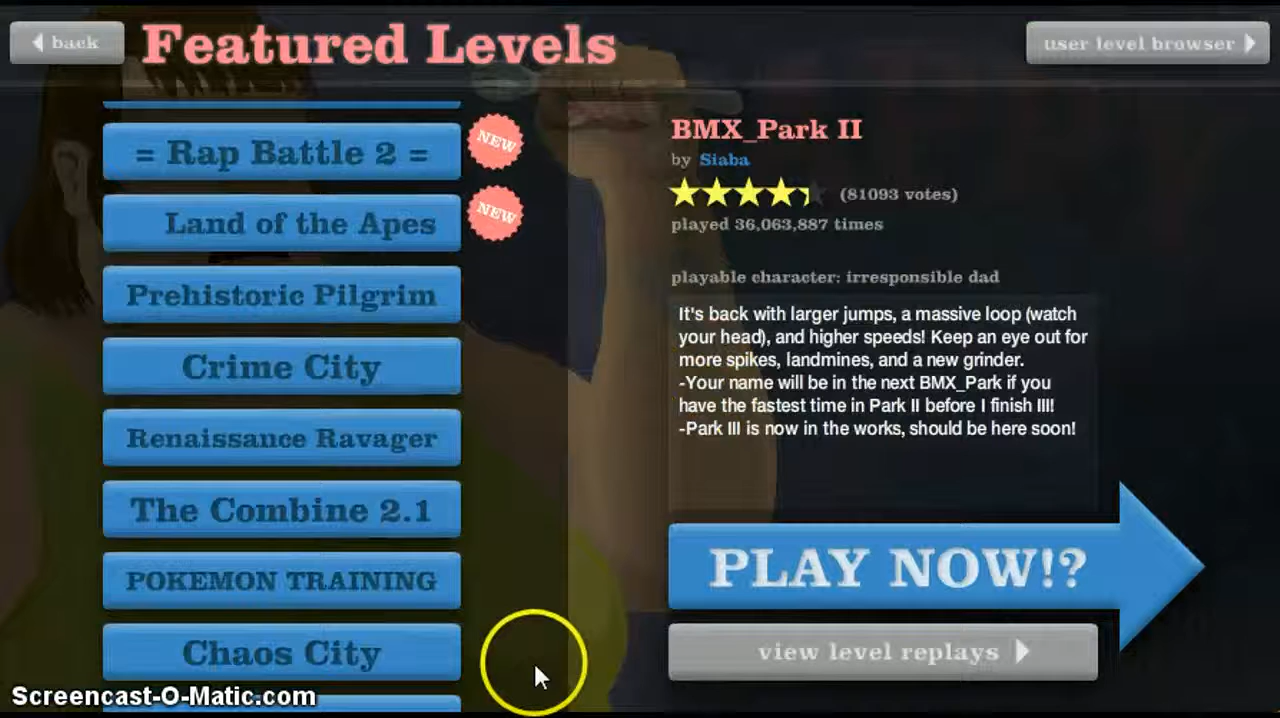 back
Featured Levels
user level browser
= Rap Battle 2 =
NEW
Land of the Apes
NEW
Prehistoric Pilgrim
Crime City
Renaissance Ravager
The Combine 2.1
POKEMON TRAINING
Chaos City
BMX_Park II
by Siaba
(81093 votes)
played 36,063,887 times
playable character: irresponsible dad
It's back with larger jumps, a massive loop (watch
your head), and higher speeds! Keep an eye out for
more spikes, landmines, and a new grinder.
-Your name will be in the next BMX_Park if you
have the fastest time in Park II before I finish III!
-Park III is now in the works, should be here soon!
PLAY NOW!?
view level replays
Screencast-O-Matic.com